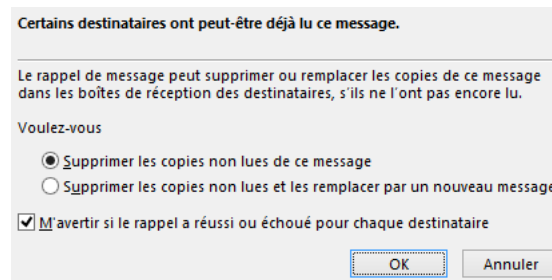 Certains destinataires ont peut-être déjà lu ce message.
Le rappel de message peut supprimer ou remplacer les copies de ce message
dans les boîtes de réception des destinataires, s'ils ne l'ont pas encore lu.
Voulez-vous
Supprimer les copies non lues de ce message
Supprimer les copies non lues et les remplacer par un nouveau message
M'avertir si le rappel a réussi ou échoué pour chaque destinataire
OK Annuler